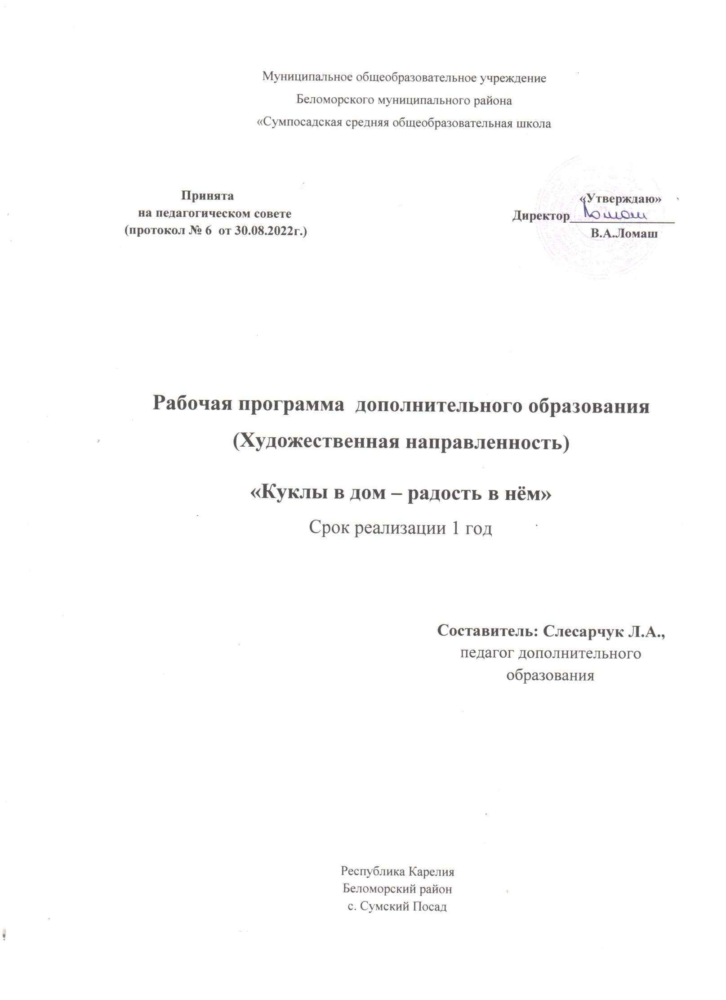 Муниципальное общеобразовательное учреждение
Беломорского муниципального района
«Сумпосадская средняя общеобразовательная школа
Принята
на педагогическом совете
(протокол № 6 от 30.08.2022г.)
«Утверждаю»
Директор Ломаш
В.А.Ломаш
Рабочая программа дополнительного образования
(Художественная направленность)
«Куклы в дом – радость в нём»
Срок реализации 1 год
Составитель: Слесарчук Л.А.,
педагог дополнительного
образования
Республика Карелия
Беломорский район
с. Сумский Посад